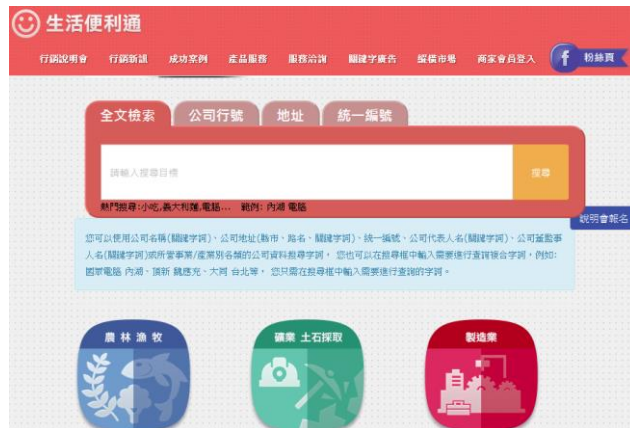 生活便利通
行銷說明會 行銷新訊 成功案例 產品服務 服務洽詢 關鍵字廣告 縱橫市場 商家會員登入 f 粉絲頁
全文檢索 公司行號 地址 統一編號
請輸入搜尋目標 搜尋
熱門搜尋:小吃,義大利麵,電腦... 範例: 內湖 電腦
說明會報名
您可以使用公司名稱(關鍵字詞)、公司地址(縣市、路名、關鍵字詞)、統一編號、公司代表人名(關鍵字詞)、公司董監事
人名(關鍵字詞)或所營事業/產業別名類的公司資料搜尋字詞, 您也可以在搜尋框中輸入需要進行查詢複合字詞,例如:
國眾電腦 內湖、頂新 魏應充、大同 台北等, 您只需在搜尋框中輸入需要進行查詢的字詞。
農林漁牧 礦業 土石採取 製造業